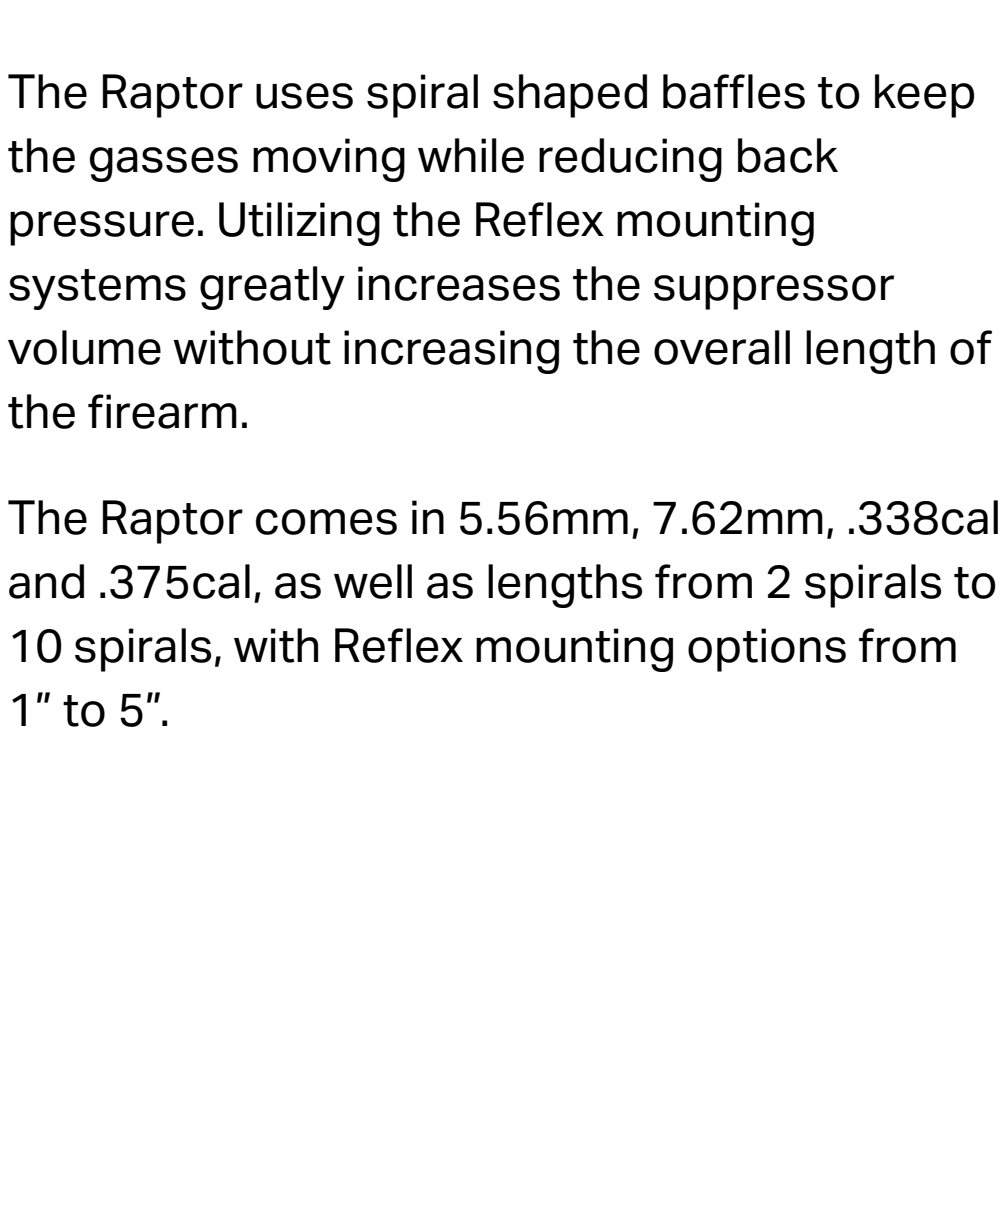 The Raptor uses spiral shaped baffles to keep
the gasses moving while reducing back
pressure. Utilizing the Reflex mounting
systems greatly increases the suppressor
volume without increasing the overall length of
the firearm.
The Raptor comes in 5.56mm, 7.62mm, .338cal
and .375cal, as well as lengths from 2 spirals to
10 spirals, with Reflex mounting options from
1” to 5”.